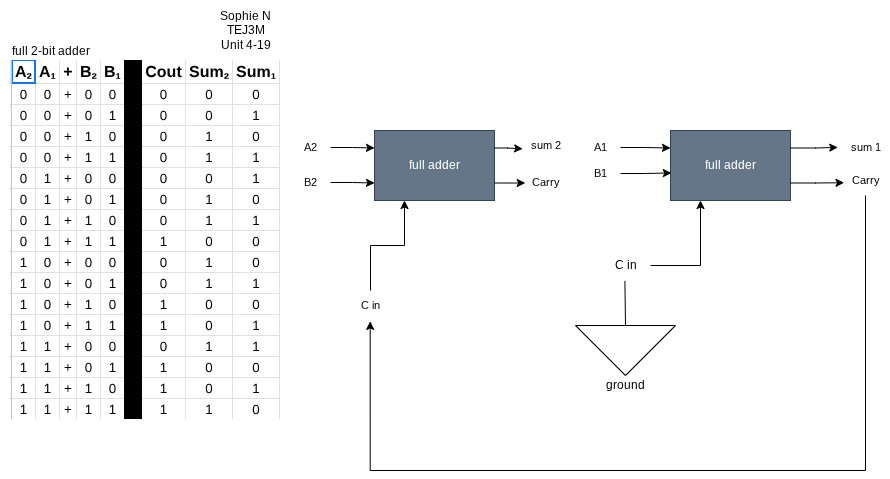 Sophie N
TEJ3M
Unit 4-19
full 2-bit adder
A₂ A₁ + B₂ B₁ Cout Sum₂ Sum₁
0 0 + 0 0 0 0 0
0 0 + 0 1 0 0 1
0 0 + 1 0 0 1 0
0 0 + 1 1 0 1 1
0 1 + 0 0 0 0 1
0 1 + 0 1 0 1 0
0 1 + 1 0 0 1 1
0 1 + 1 1 1 0 0
1 0 + 0 0 0 1 0
1 0 + 0 1 0 1 1
1 0 + 1 0 1 0 0
1 0 + 1 1 1 0 1
1 1 + 0 0 0 1 1
1 1 + 0 1 1 0 0
1 1 + 1 0 1 0 1
1 1 + 1 1 1 1 0
A2
B2
full adder
sum 2
Carry
C in
A1
B1
full adder
sum 1
Carry
C in
ground